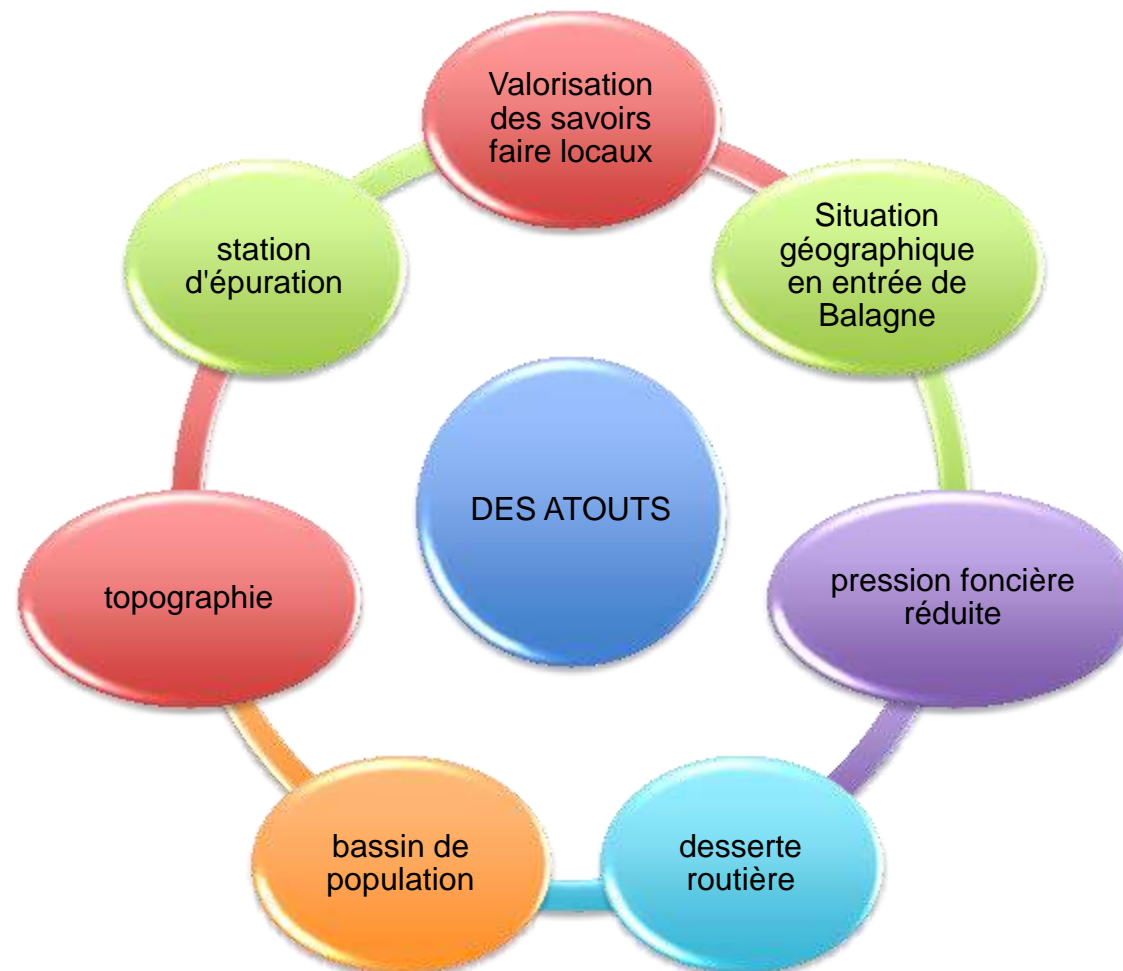 Valorisation
des savoirs
faire locaux
Situation
géographique
en entrée de
Balagne
pression foncière
réduite
desserte
routière
bassin de
population
topographie
station
d'épuration
DES ATOUTS